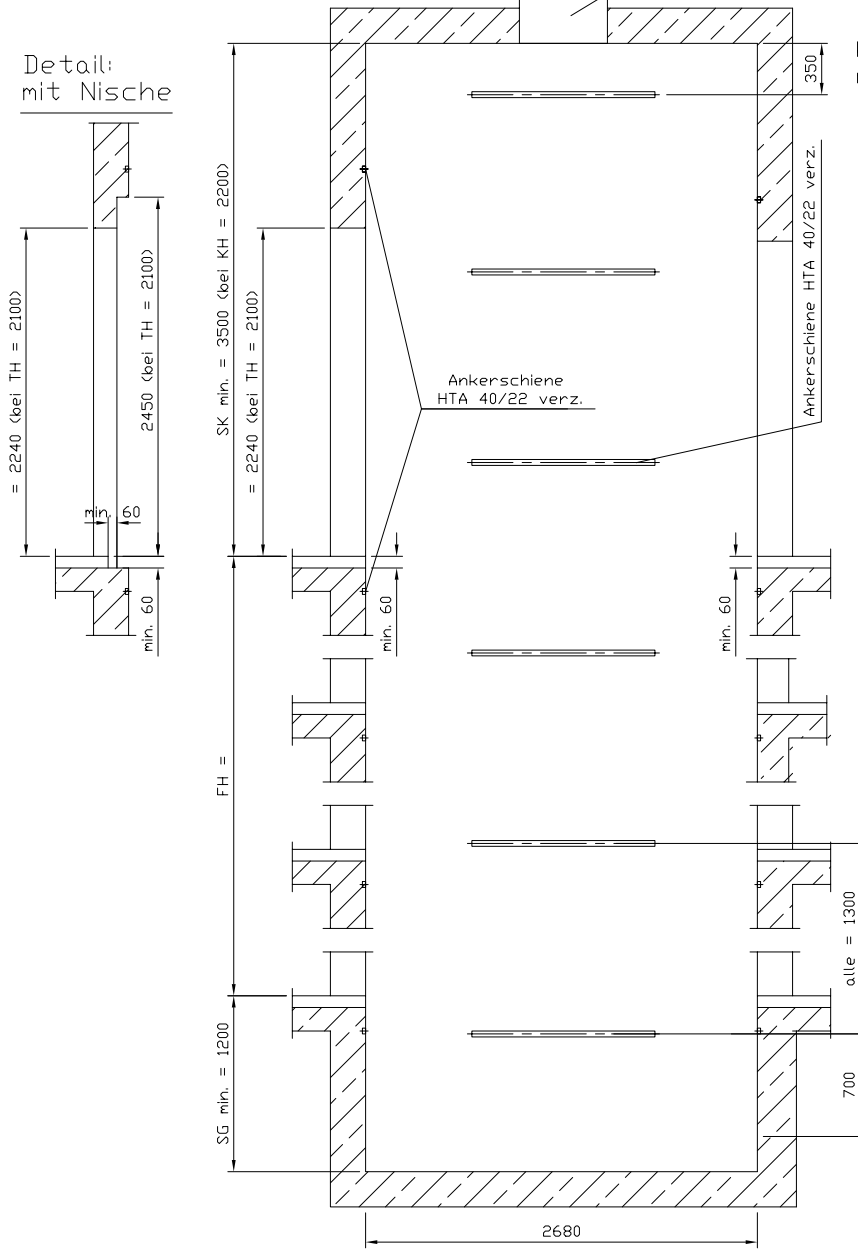 Detail:
mit Nische
= 2240 (bei TH = 2100)
2450 (bei TH = 2100)
min. 60
min. 60
SK min. = 3500 (bei KH = 2200)
= 2240 (bei TH = 2100)
Ankerschiene
HTA 40/22 verz.
350
Ankerschiene HTA 40/22 verz.
min. 60
min. 60
FH =
alle = 1300
SG min. = 1200
700
2680